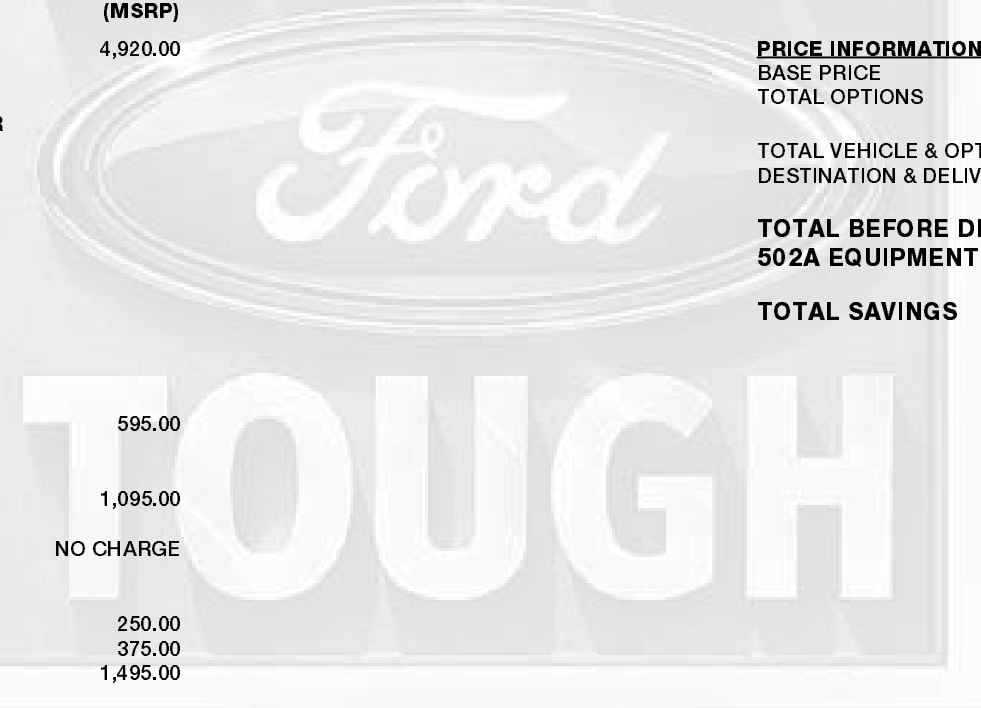 (MSRP)
4,920.00
595.00
1,095.00
NO CHARGE
250.00
375.00
1,495.00
Ford
TOUGH
PRICE INFORMATION
BASE PRICE
TOTAL OPTIONS
TOTAL VEHICLE & OPT
DESTINATION & DELIV
TOTAL BEFORE DI
502A EQUIPMENT
TOTAL SAVINGS